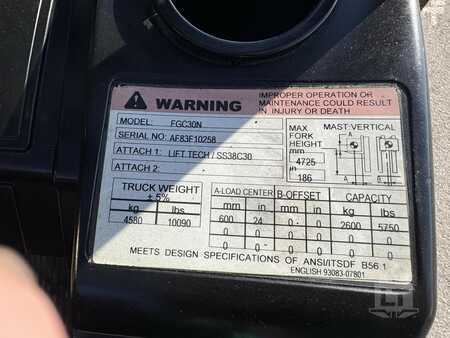 WARNING
IMPROPER OPERATION OR
MAINTENANCE COULD RESULT
IN INJURY OR DEATH
MODEL: FGC30N
SERIAL NO: AF83F10258
ATTACH 1: LIFT TECH / SS38C30
ATTACH 2:
MAX FORK HEIGHT
mm
4725
in
186
MAST: VERTICAL
TRUCK WEIGHT ± 5%
A-LOAD CENTER B-OFFSET CAPACITY
kg lbs mm in mm in kg lbs
4580 10090 600 24 0 0 2600 5750
0 0 0 0 0 0
0 0 0 0 0 0
MEETS DESIGN SPECIFICATIONS OF ANSI/ITSDF B56.1
ENGLISH 93083-07801